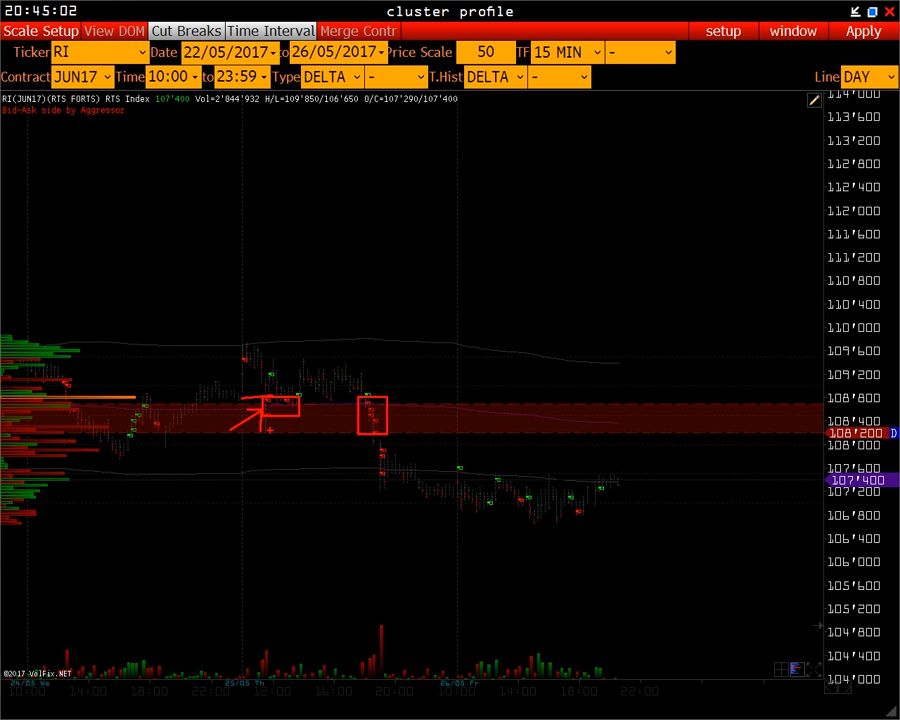 20:45:02 cluster profile
Scale Setup View DOM Cut Breaks Time Interval Merge Contr setup window Apply
Ticker RI Date 22/05/2017 to 26/05/2017 Price Scale 50 TF 15 MIN -
Contract JUN17 Time 10:00 to 23:59 Type DELTA - T.Hist DELTA - Line DAY
RI(JUN17)(RTS FORTS) RTS Index 107'400 Vol=2'844'932 H/L=109'850/106'650 O/C=107'290/107'400
Bid-Ask side by Aggressor
114'000
113'600
113'200
112'800
112'400
112'000
111'600
111'200
110'800
110'400
110'000
109'600
109'200
108'800
108'400
108'200 D
108'000
107'600
107'400
107'200
106'800
106'400
106'000
105'600
105'200
104'800
104'400
104'000
©2017 VolFix.NET
24/05 We 25/05 Th 26/05 Fr
10:00 14:00 18:00 22:00 12:00 16:00 20:00 10:00 14:00 18:00 22:00